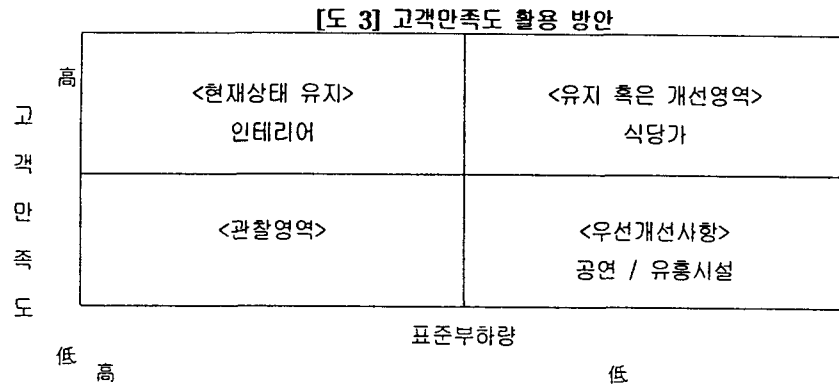 [도 3] 고객만족도 활용 방안
高
<현재상태 유지>
인테리어
<유지 혹은 개선영역>
식당가
고
객
만
족
도
<관찰영역>
<우선개선사항>
공연 / 유흥시설
표준부하량
低
高
低